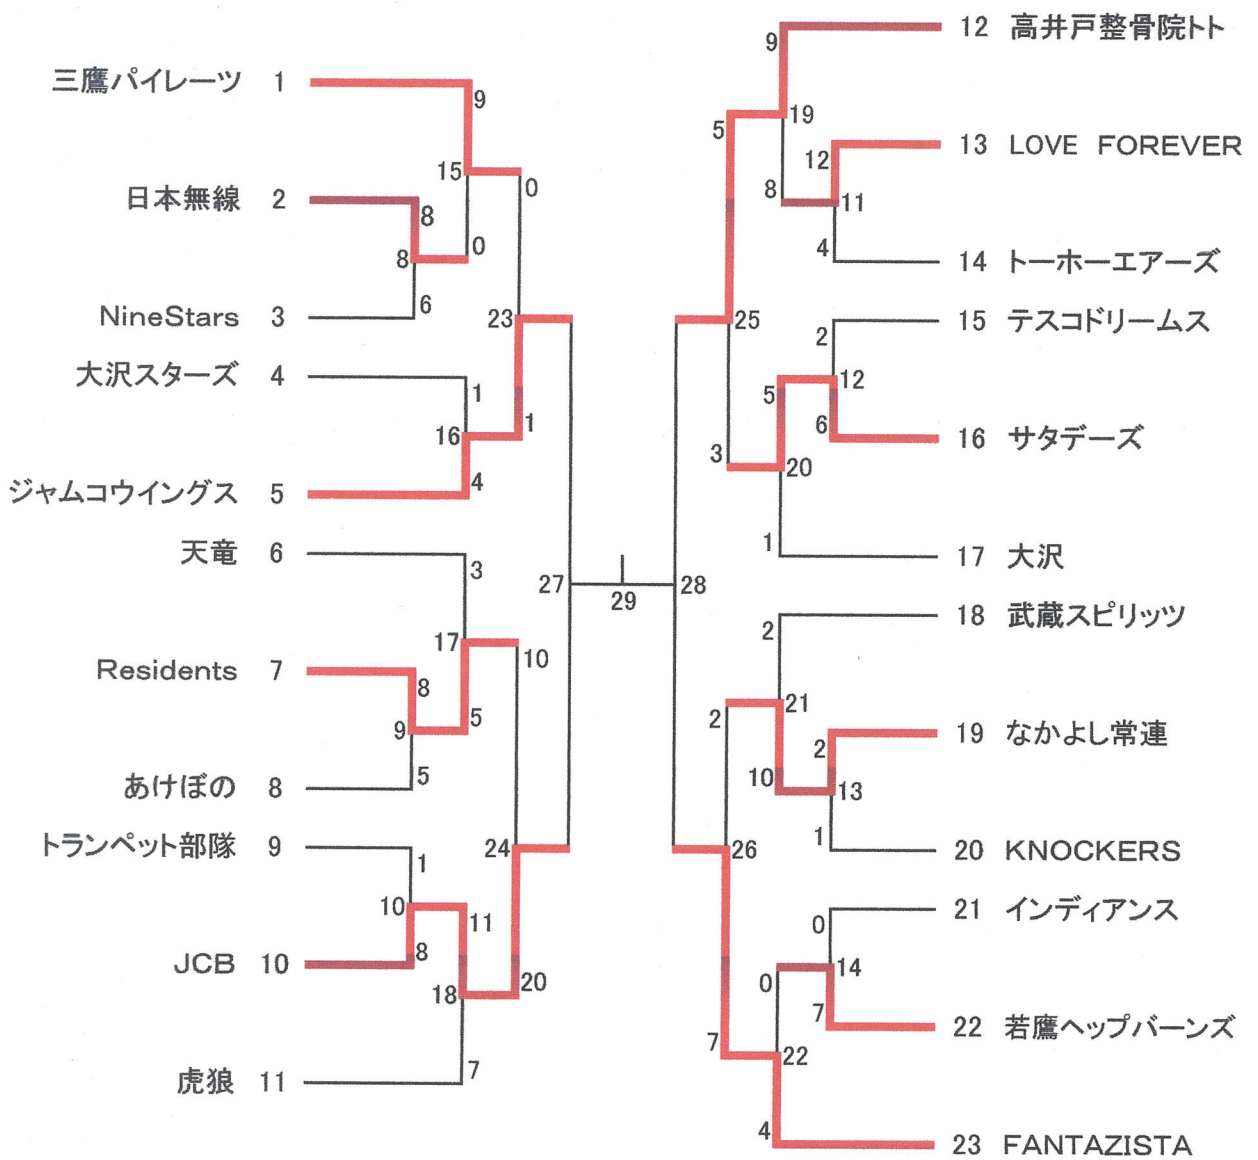 三鷹パイレーツ 1
日本無線 2
NineStars 3
大沢スターズ 4
ジャムコウイングス 5
天竜 6
Residents 7
あけぼの 8
トランペット部隊 9
JCB 10
虎狼 11
9
15
0
8
8
0
6
23
1
16
1
4
3
17
10
8
9
5
5
1
10
11
8
24
18
20
7
27
29
28
9
5
19
12
8
11
4
25
2
5
12
6
3
20
1
2
2
21
2
10
13
1
26
0
0
14
7
7
22
4
12 高井戸整骨院トト
13 LOVE FOREVER
14 トーホーエアーズ
15 テスコドリームス
16 サタデーズ
17 大沢
18 武蔵スピリッツ
19 なかよし常連
20 KNOCKERS
21 インディアンス
22 若鷹ヘップバーンズ
23 FANTAZISTA